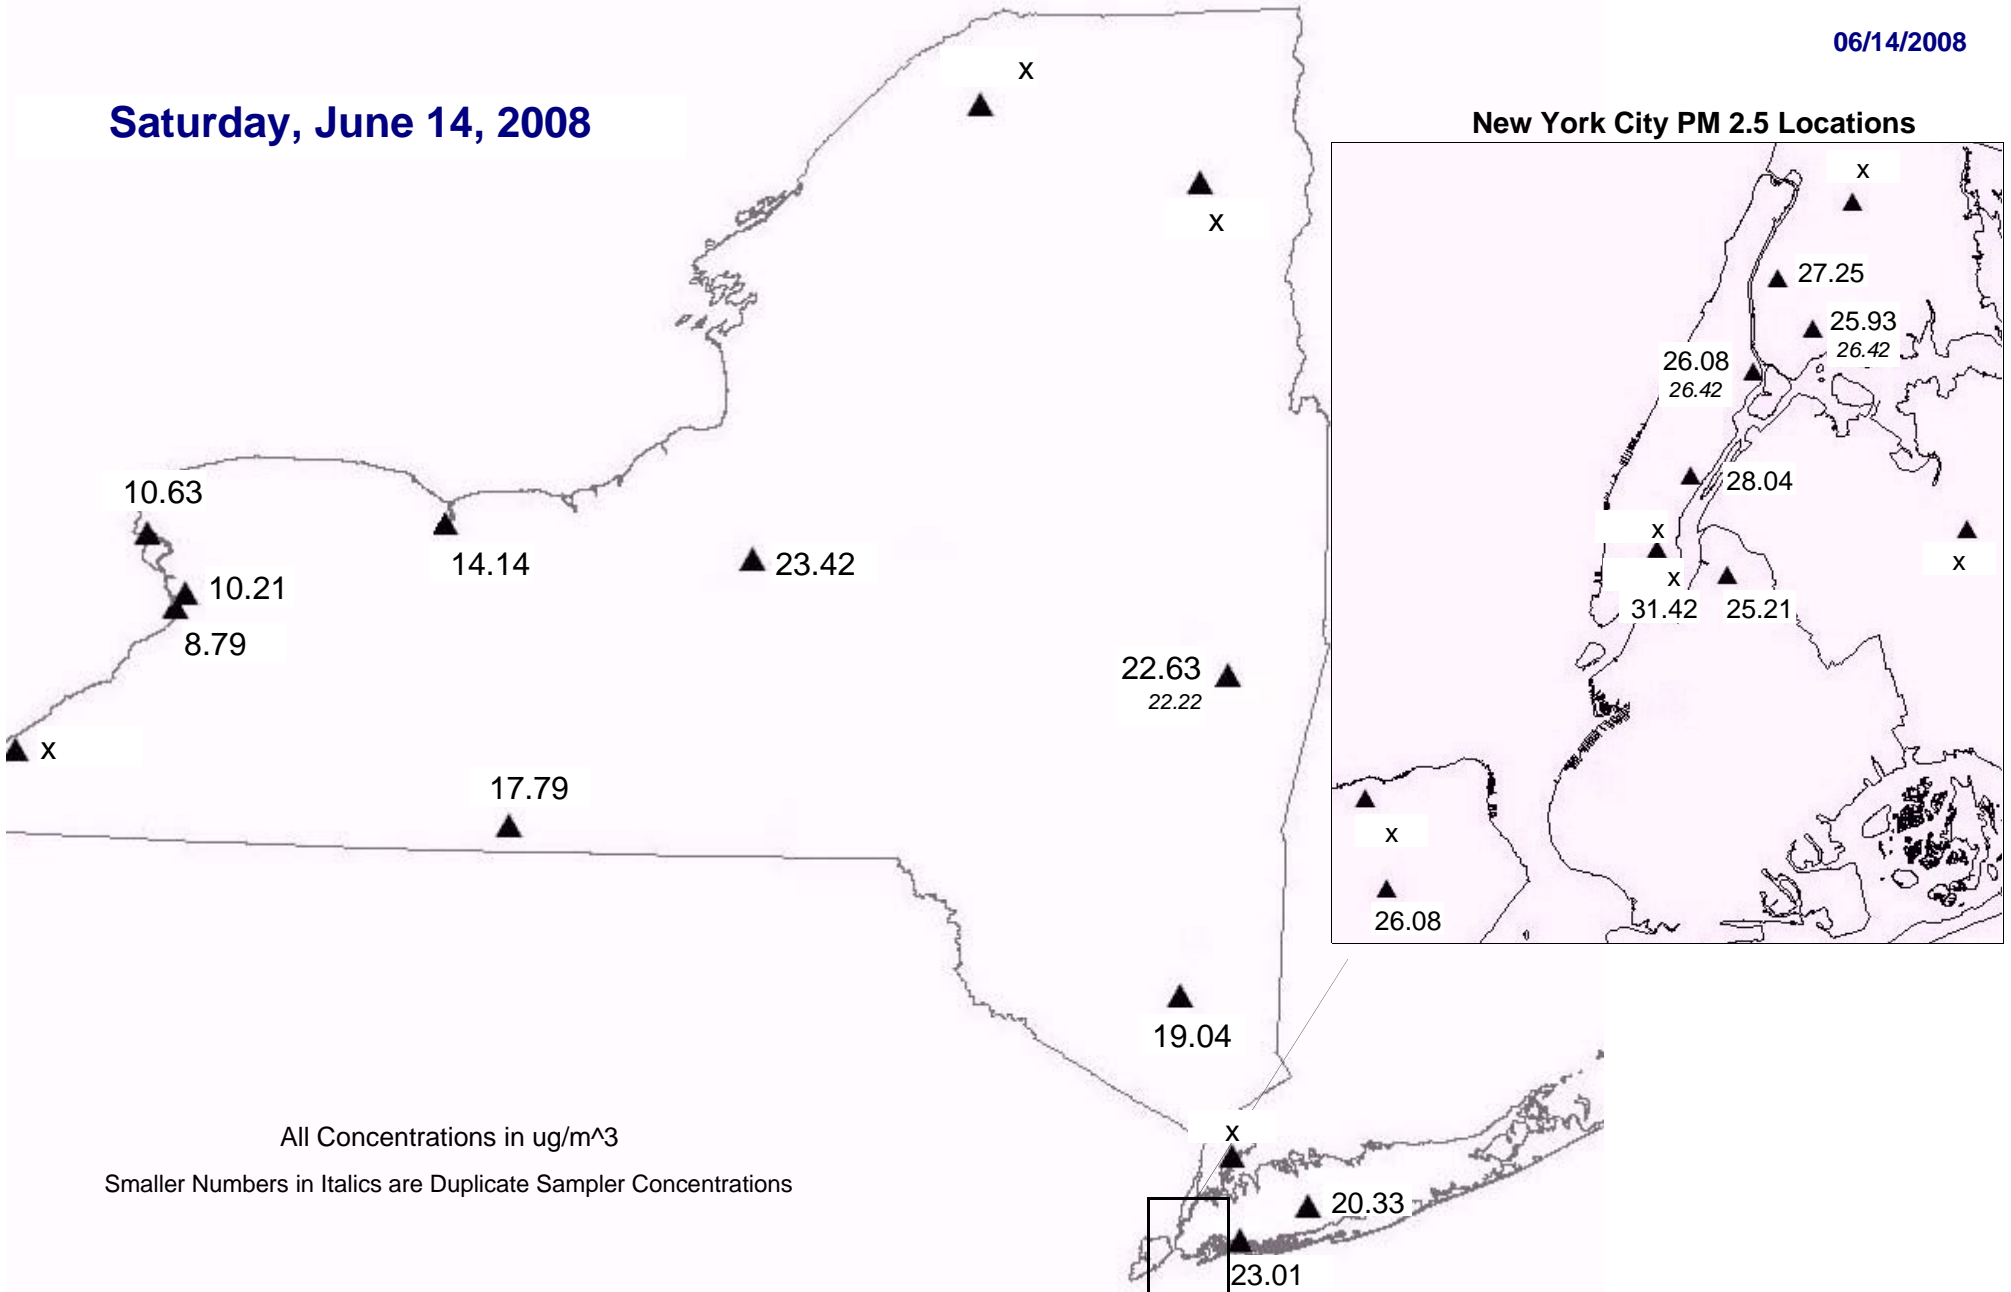 06/14/2008
Saturday, June 14, 2008
x
x
10.63
14.14
10.21
8.79
23.42
22.63
22.22
x
17.79
19.04
x
20.33
23.01
All Concentrations in ug/m^3
Smaller Numbers in Italics are Duplicate Sampler Concentrations
New York City PM 2.5 Locations
x
27.25
25.93
26.42
26.08
26.42
28.04
x
x
x
31.42
25.21
x
26.08